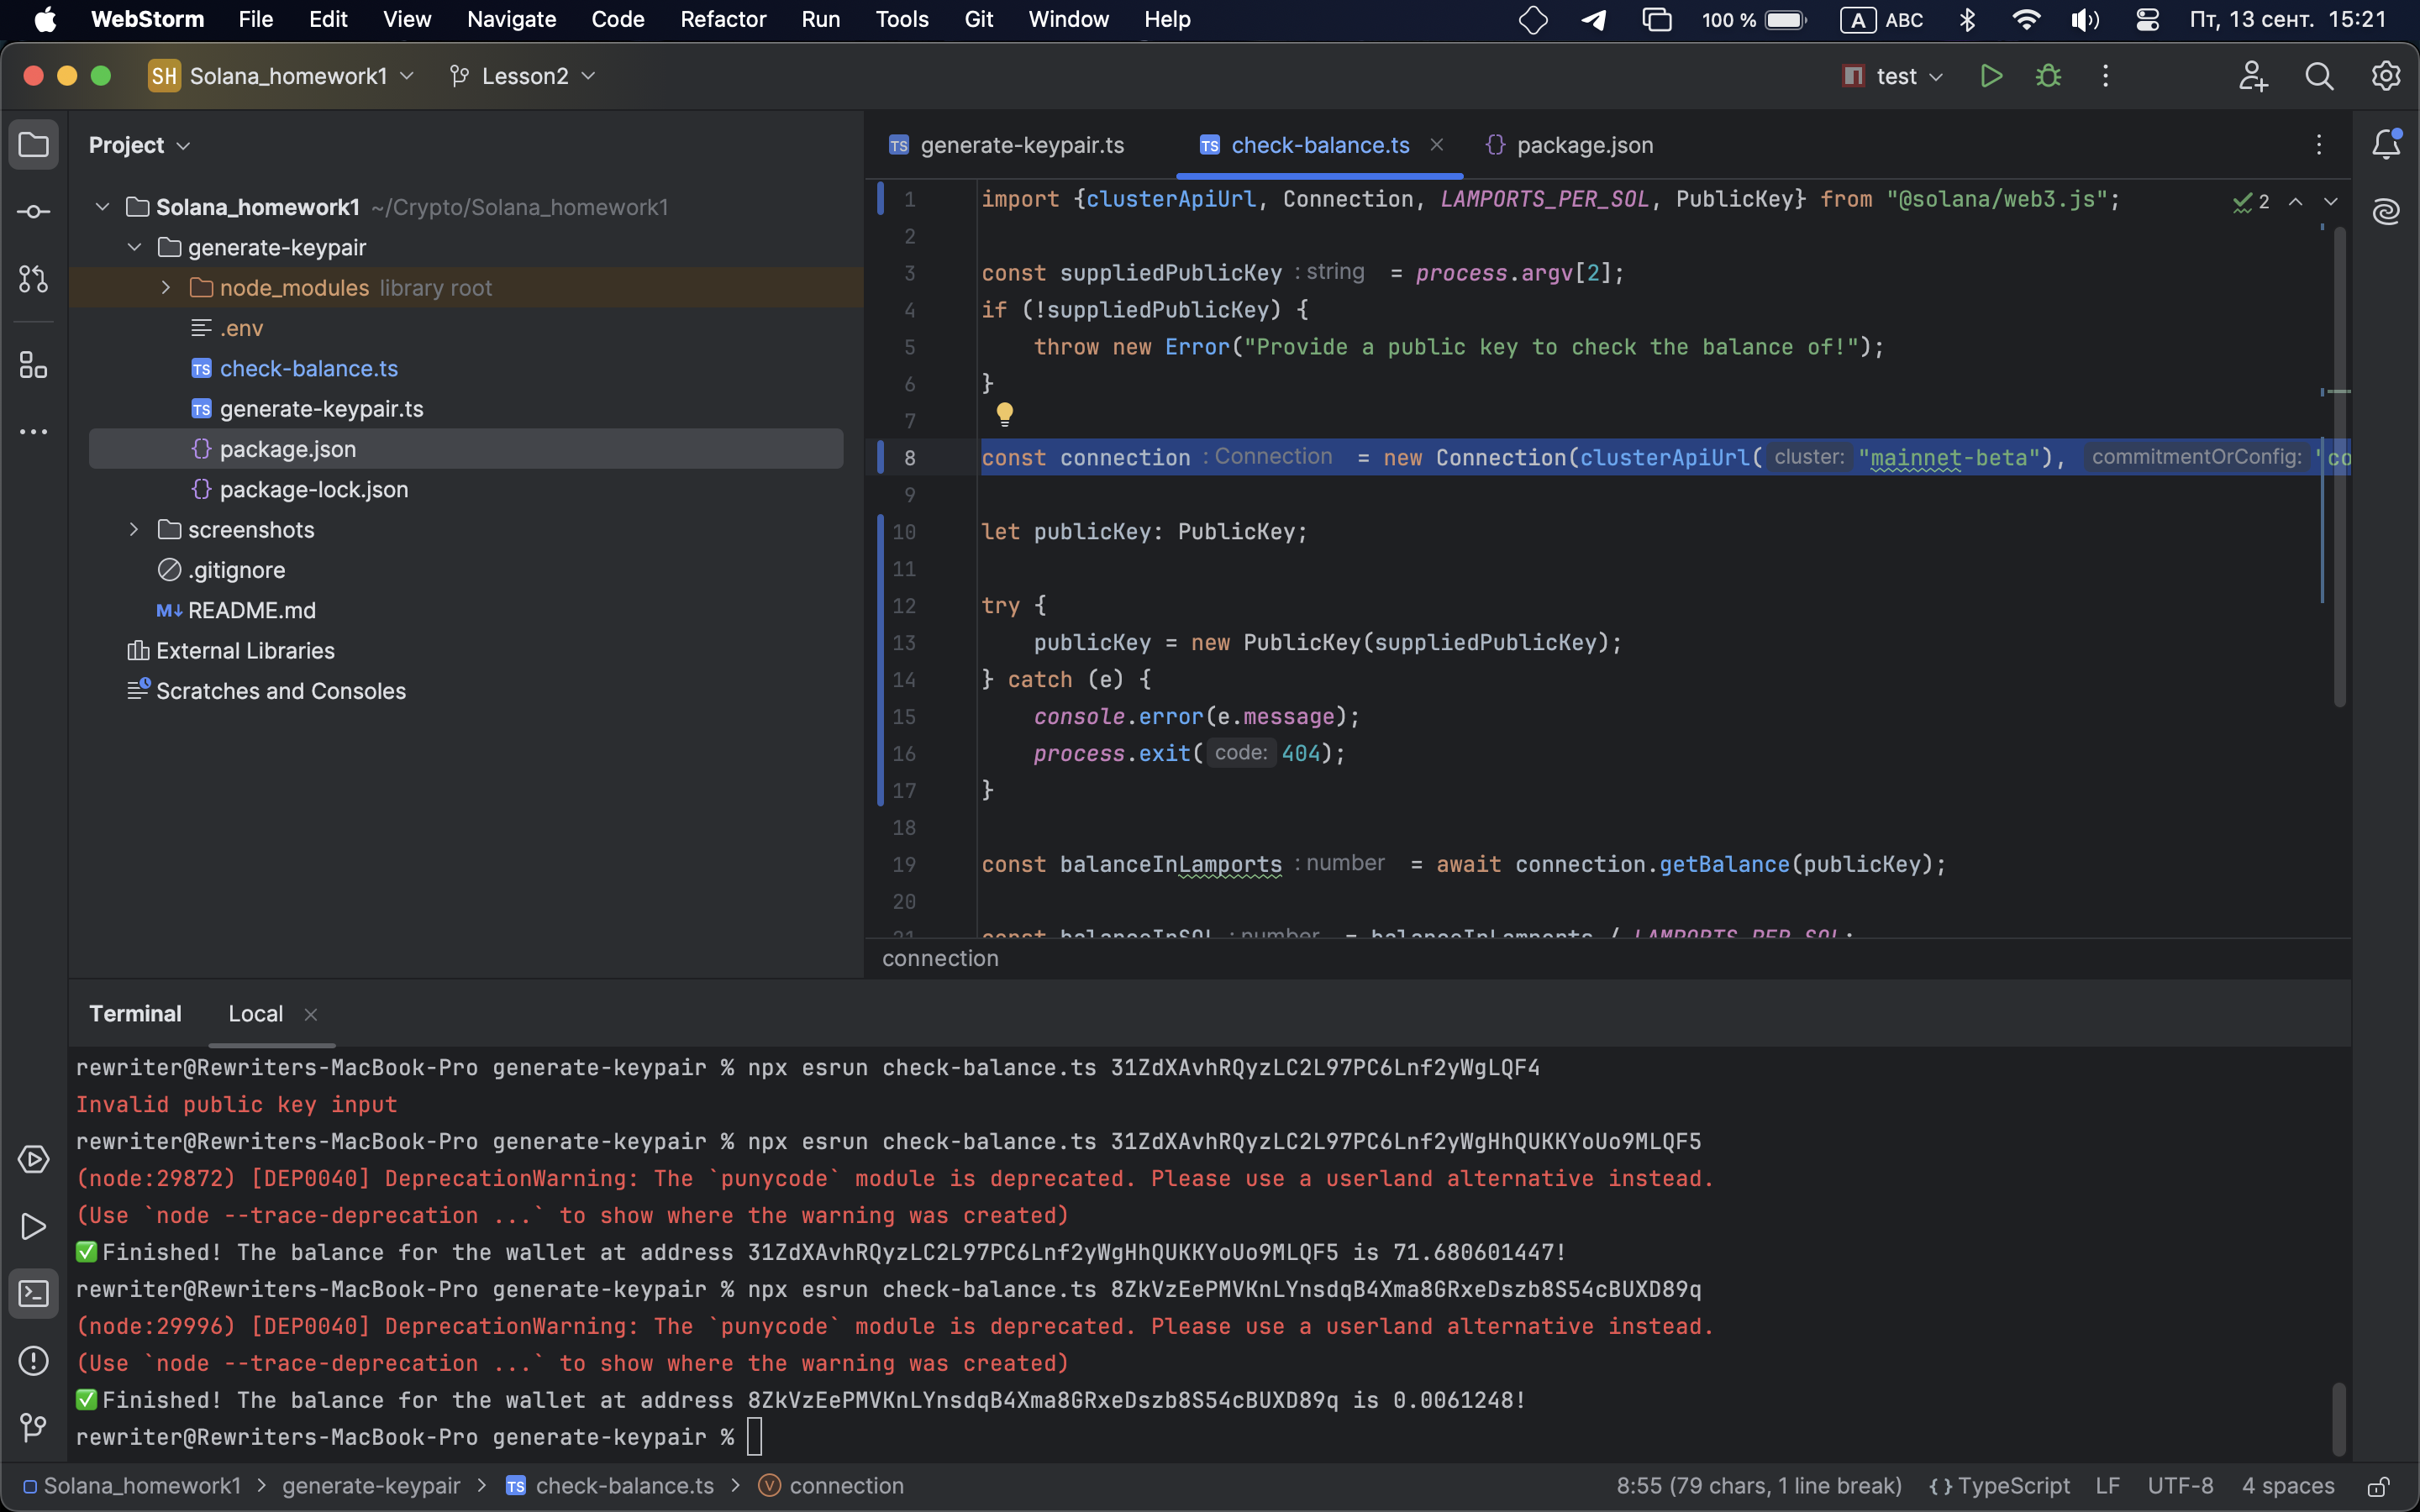 WebStorm File Edit View Navigate Code Refactor Run Tools Git Window Help 100 % A ABC Пт, 13 сент. 15:21
SH Solana_homework1 Lesson2 test
Project
Solana_homework1 ~/Crypto/Solana_homework1
generate-keypair
node_modules library root
.env
TS check-balance.ts
TS generate-keypair.ts
{} package.json
{} package-lock.json
screenshots
.gitignore
M↓ README.md
External Libraries
Scratches and Consoles
TS generate-keypair.ts TS check-balance.ts {} package.json
1 import {clusterApiUrl, Connection, LAMPORTS_PER_SOL, PublicKey} from "@solana/web3.js"; 2
2
3 const suppliedPublicKey : string = process.argv[2];
4 if (!suppliedPublicKey) {
5 throw new Error("Provide a public key to check the balance of!");
6 }
7
8 const connection : Connection = new Connection(clusterApiUrl( cluster: "mainnet-beta"), commitmentOrConfig: 'co
9
10 let publicKey: PublicKey;
11
12 try {
13 publicKey = new PublicKey(suppliedPublicKey);
14 } catch (e) {
15 console.error(e.message);
16 process.exit( code: 404);
17 }
18
19 const balanceInLamports : number = await connection.getBalance(publicKey);
20
21 const balanceInSOL : number = balanceInLamports / LAMPORTS_PER_SOL;
connection
Terminal Local
rewriter@Rewriters-MacBook-Pro generate-keypair % npx esrun check-balance.ts 31ZdXAvhRQyzLC2L97PC6Lnf2yWgLQF4
Invalid public key input
rewriter@Rewriters-MacBook-Pro generate-keypair % npx esrun check-balance.ts 31ZdXAvhRQyzLC2L97PC6Lnf2yWgHhQUKKYoUo9MLQF5
(node:29872) [DEP0040] DeprecationWarning: The `punycode` module is deprecated. Please use a userland alternative instead.
(Use `node --trace-deprecation ...` to show where the warning was created)
✅Finished! The balance for the wallet at address 31ZdXAvhRQyzLC2L97PC6Lnf2yWgHhQUKKYoUo9MLQF5 is 71.680601447!
rewriter@Rewriters-MacBook-Pro generate-keypair % npx esrun check-balance.ts 8ZkVzEePMVKnLYnsdqB4Xma8GRxeDszb8S54cBUXD89q
(node:29996) [DEP0040] DeprecationWarning: The `punycode` module is deprecated. Please use a userland alternative instead.
(Use `node --trace-deprecation ...` to show where the warning was created)
✅Finished! The balance for the wallet at address 8ZkVzEePMVKnLYnsdqB4Xma8GRxeDszb8S54cBUXD89q is 0.0061248!
rewriter@Rewriters-MacBook-Pro generate-keypair %
Solana_homework1 > generate-keypair > TS check-balance.ts > V connection 8:55 (79 chars, 1 line break) {} TypeScript LF UTF-8 4 spaces